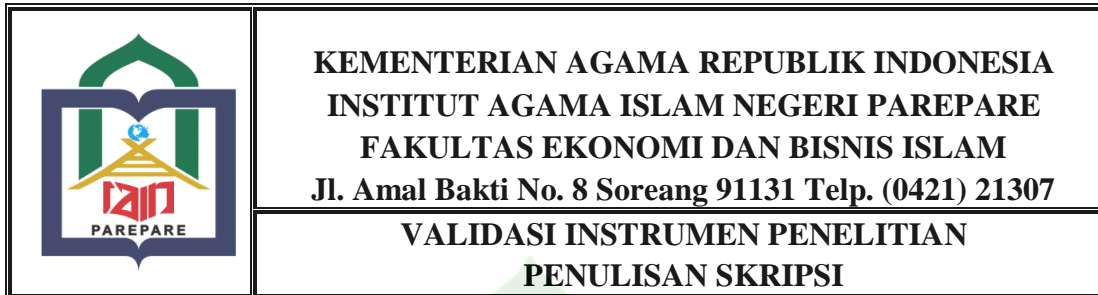 KEMENTERIAN AGAMA REPUBLIK INDONESIA
INSTITUT AGAMA ISLAM NEGERI PAREPARE
FAKULTAS EKONOMI DAN BISNIS ISLAM
Jl. Amal Bakti No. 8 Soreang 91131 Telp. (0421) 21307
VALIDASI INSTRUMEN PENELITIAN
PENULISAN SKRIPSI
iain
PAREPARE